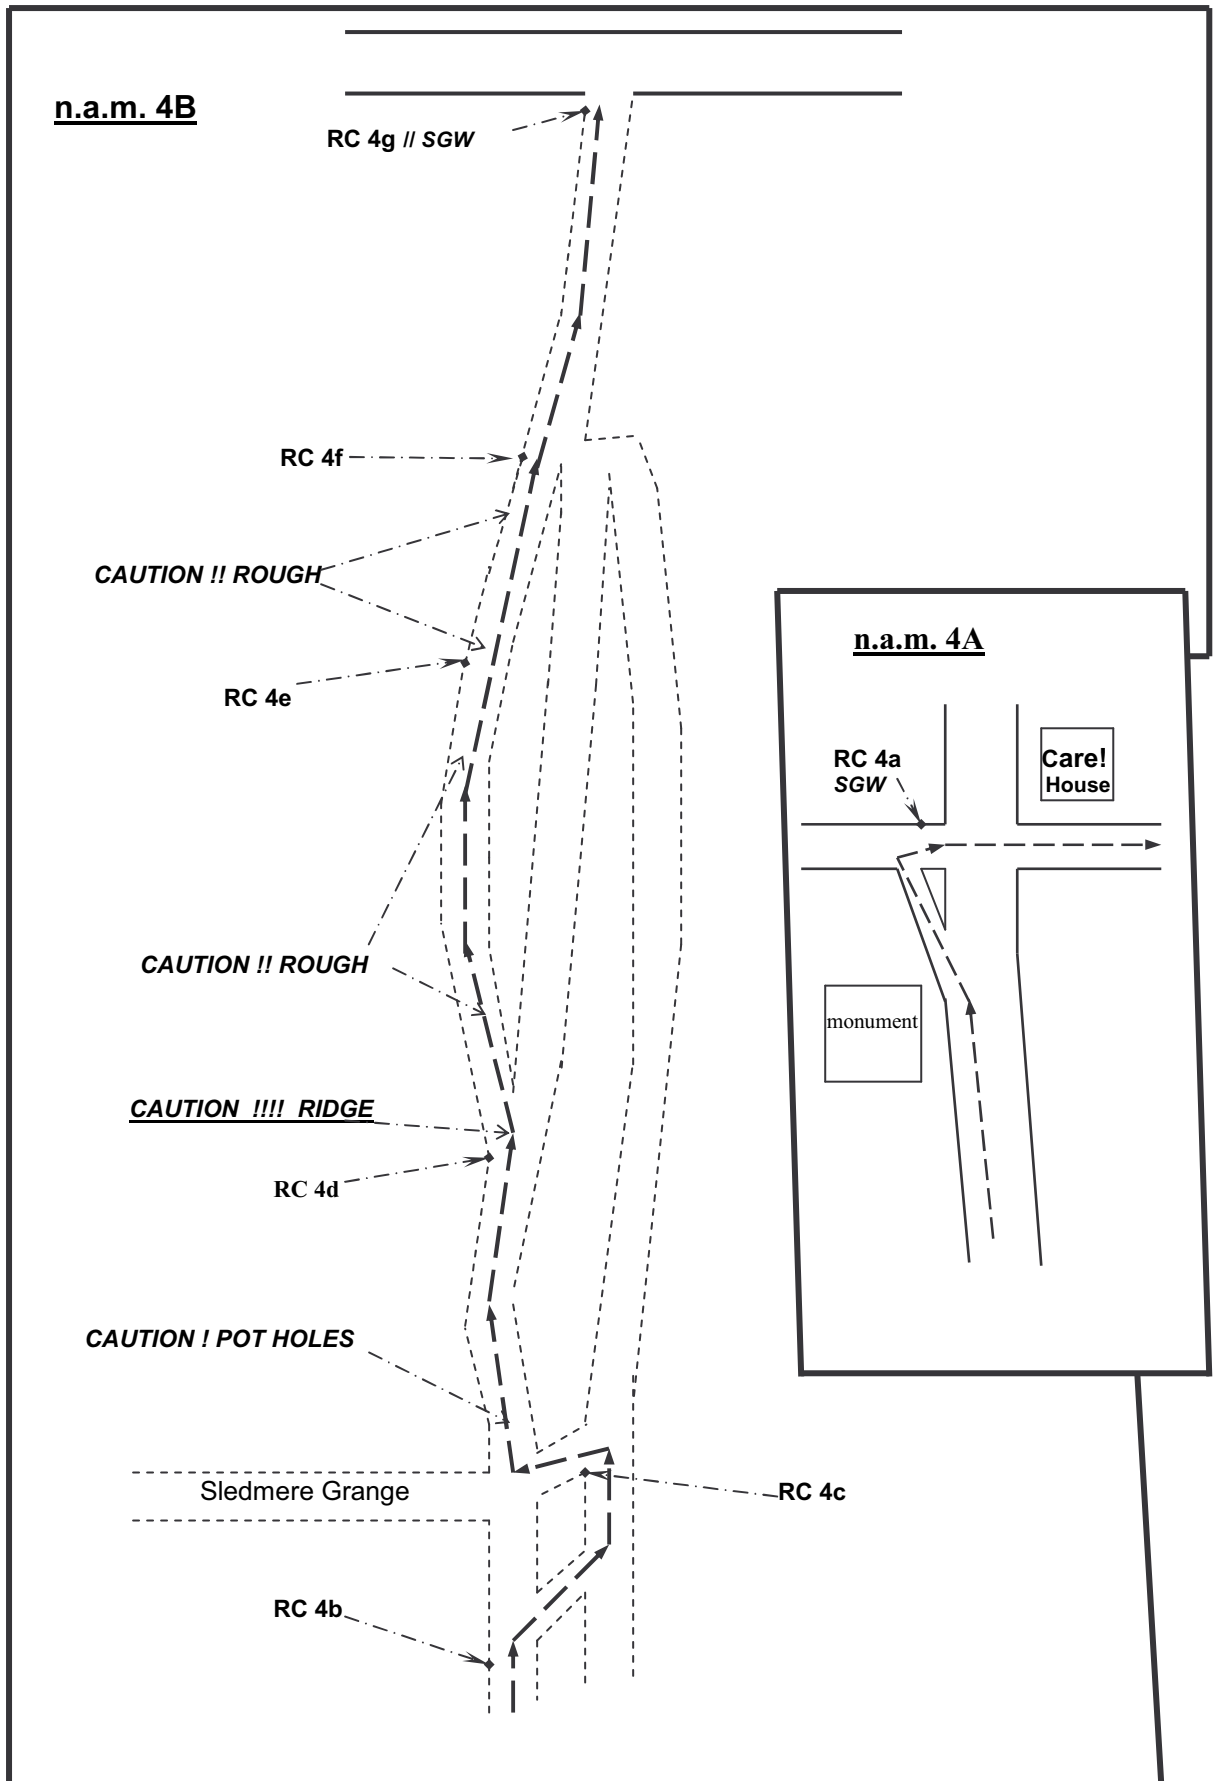 n.a.m. 4B
RC 4g // SGW
RC 4f
CAUTION !! ROUGH
RC 4e
n.a.m. 4A
RC 4a
SGW
Care!
House
monument
CAUTION !! ROUGH
CAUTION !!!! RIDGE
RC 4d
CAUTION ! POT HOLES
Sledmere Grange
RC 4c
RC 4b